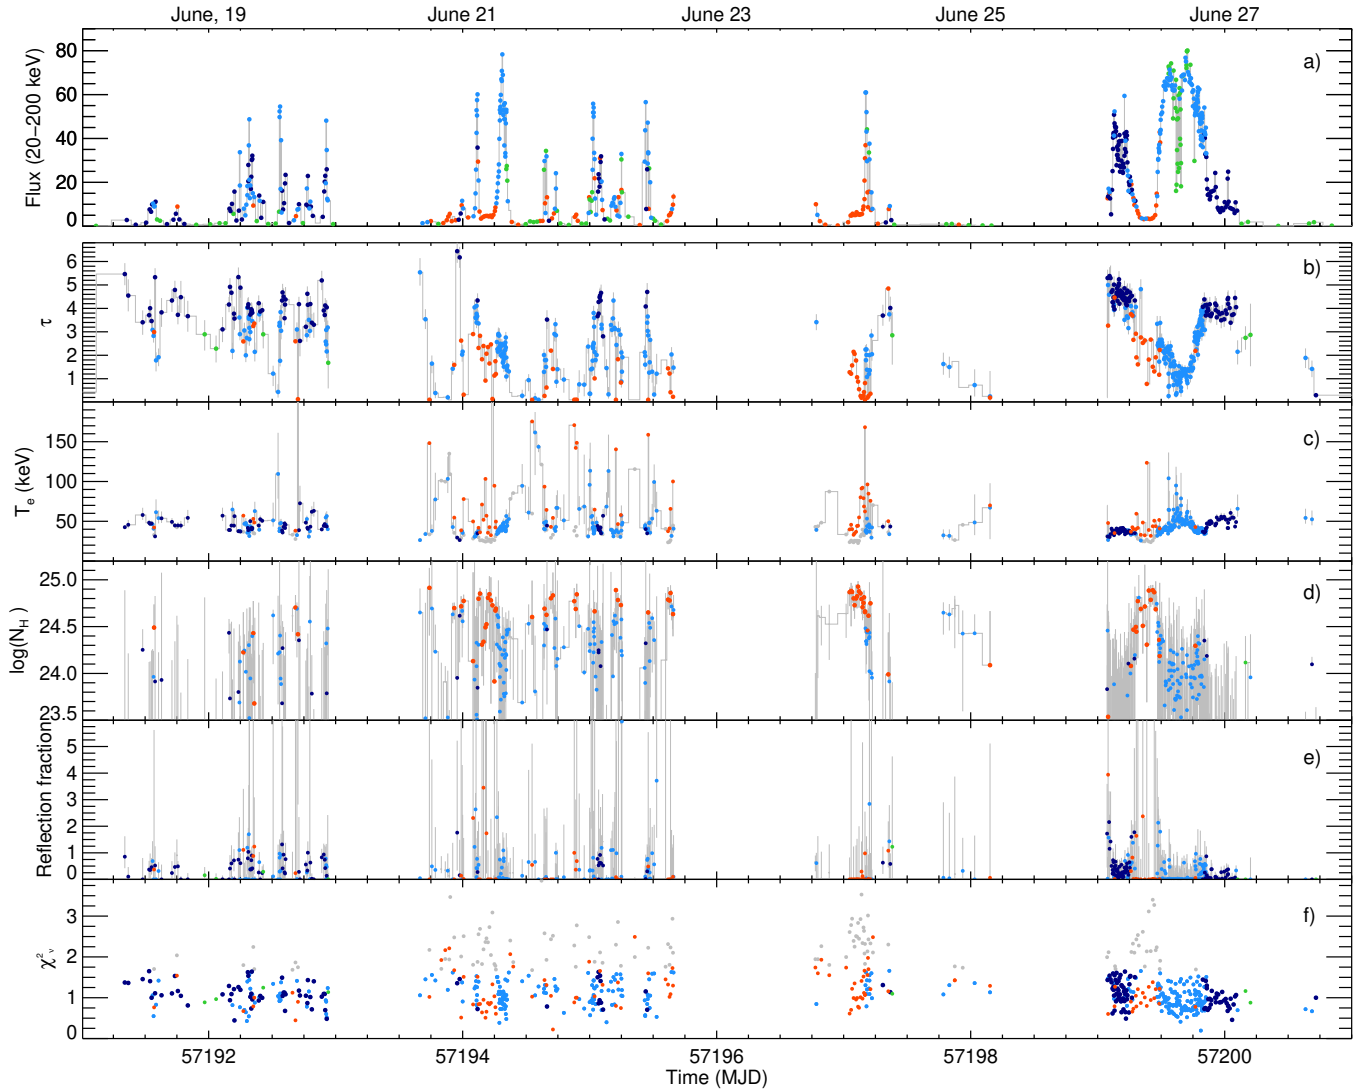 June, 19 June 21 June 23 June 25 June 27
Flux (20−200 keV)
80
60
40
20
0
a)
τ
6
5
4
3
2
1
b)
T_e (keV)
150
100
50
c)
log(N_H)
25.0
24.5
24.0
23.5
d)
Reflection fraction
5
4
3
2
1
0
e)
χ²_ν
3
2
1
0
f)
57192 57194 57196 57198 57200
Time (MJD)